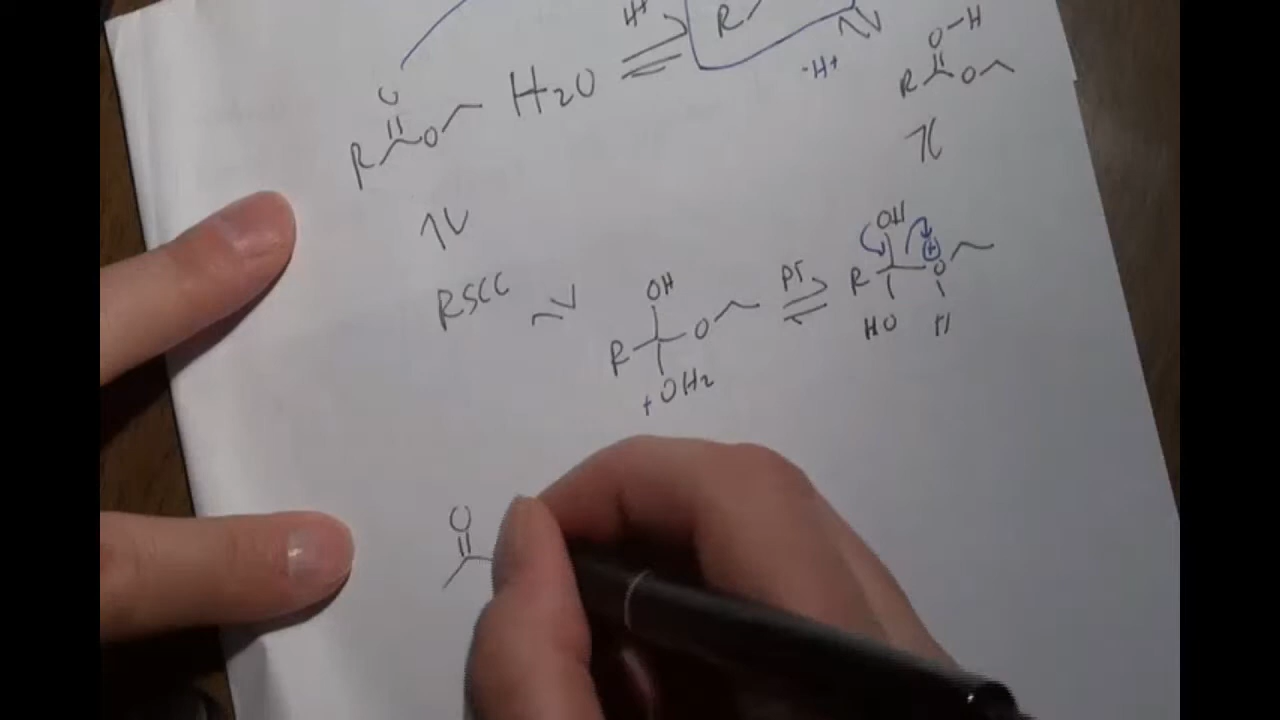 H+
R
-H+
O-H
O
R O
H2O
R O
OH
+
PT
R O
HO H
RSCC
OH
R O
+OH2
O